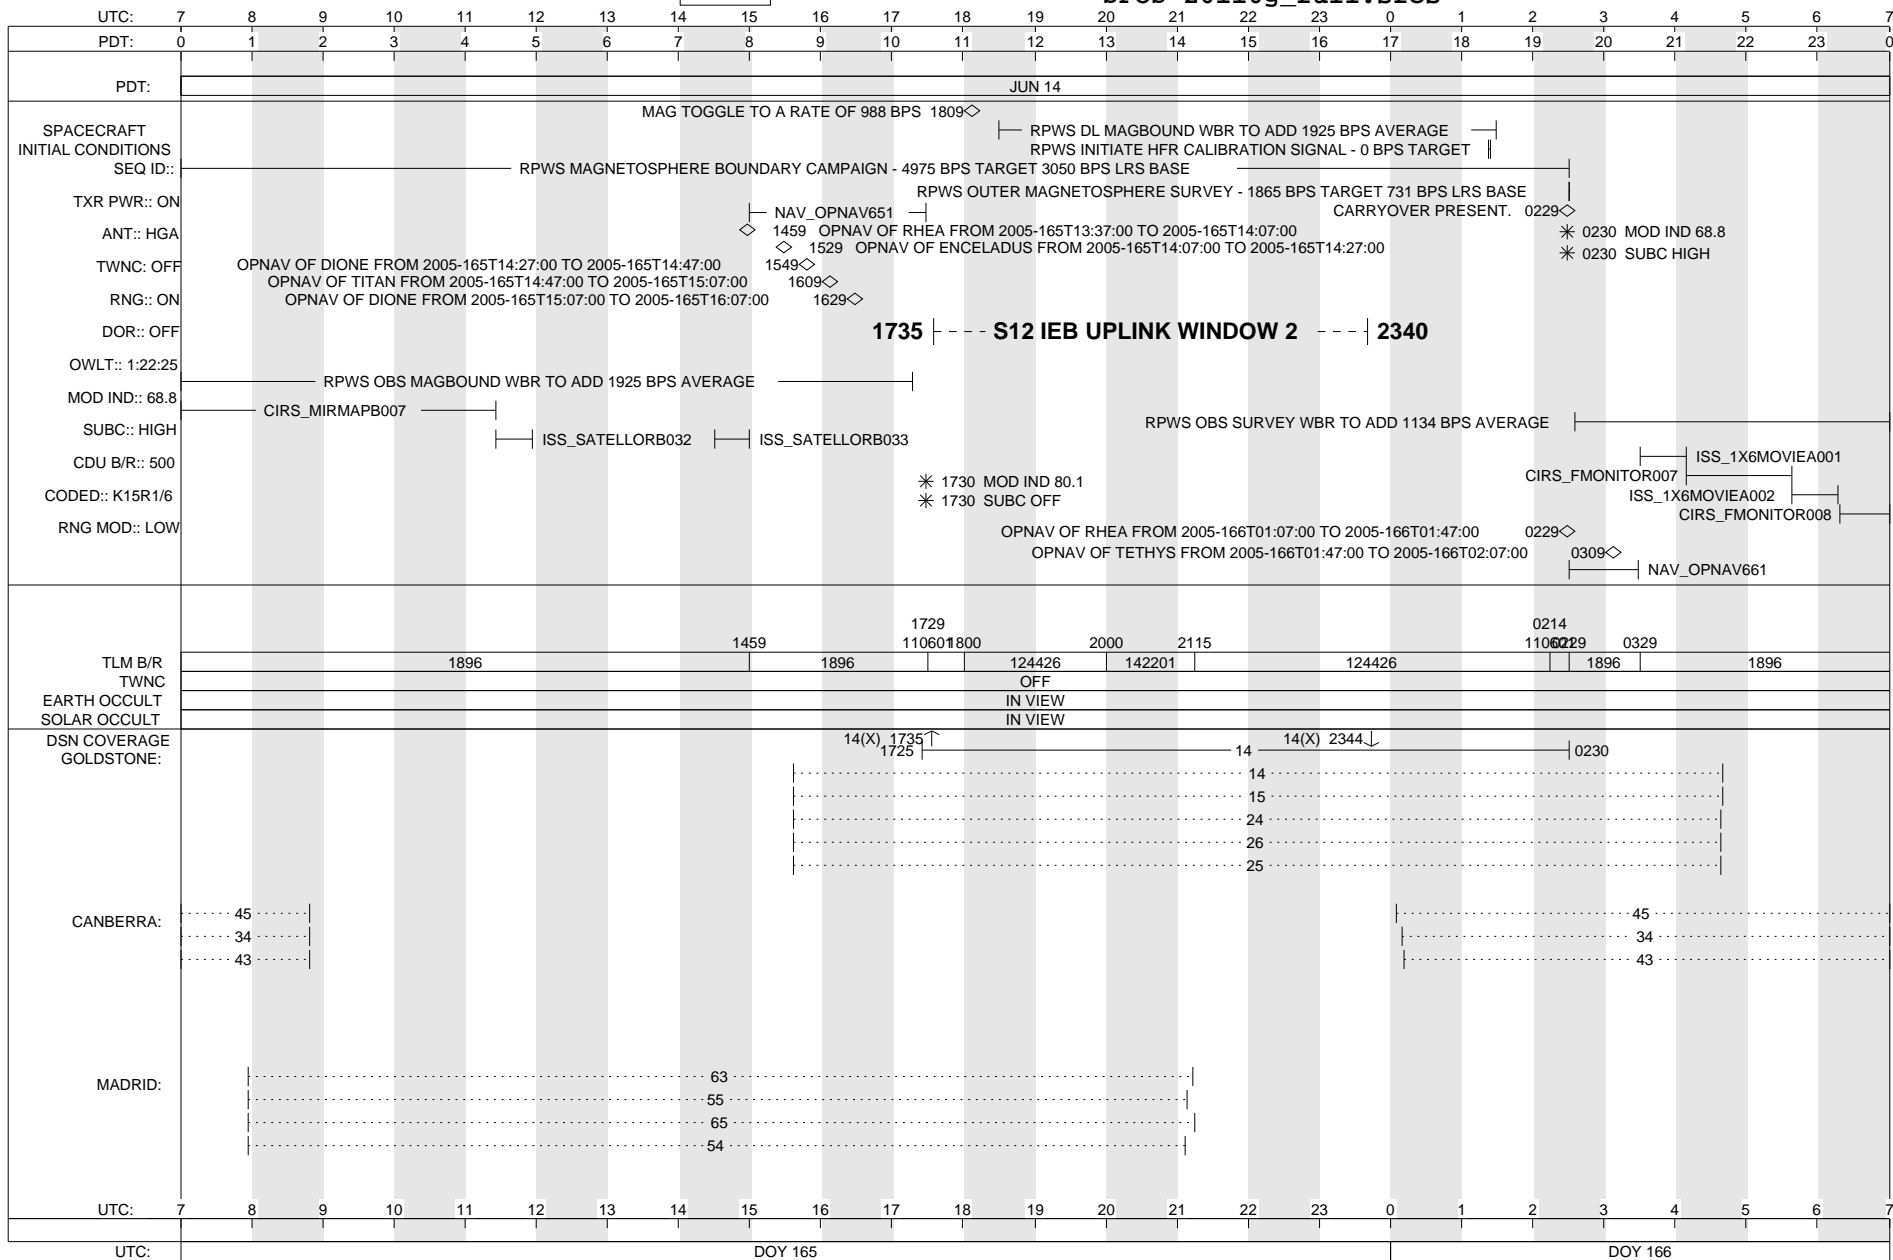 UTC: 7 8 9 10 11 12 13 14 15 16 17 18 19 20 21 22 23 0 1 2 3 4 5 6 7
PDT: 0 1 2 3 4 5 6 7 8 9 10 11 12 13 14 15 16 17 18 19 20 21 22 23 0
PDT: JUN 14
MAG TOGGLE TO A RATE OF 988 BPS 1809
SPACECRAFT
INITIAL CONDITIONS
RPWS DL MAGBOUND WBR TO ADD 1925 BPS AVERAGE
RPWS INITIATE HFR CALIBRATION SIGNAL - 0 BPS TARGET
SEQ ID::
RPWS MAGNETOSPHERE BOUNDARY CAMPAIGN - 4975 BPS TARGET 3050 BPS LRS BASE
RPWS OUTER MAGNETOSPHERE SURVEY - 1865 BPS TARGET 731 BPS LRS BASE
TXR PWR:: ON
NAV_OPNAV651
CARRYOVER PRESENT. 0229
ANT:: HGA
1459 OPNAV OF RHEA FROM 2005-165T13:37:00 TO 2005-165T14:07:00
0230 MOD IND 68.8
1529 OPNAV OF ENCELADUS FROM 2005-165T14:07:00 TO 2005-165T14:27:00
0230 SUBC HIGH
TWNC: OFF
OPNAV OF DIONE FROM 2005-165T14:27:00 TO 2005-165T14:47:00 1549
OPNAV OF TITAN FROM 2005-165T14:47:00 TO 2005-165T15:07:00 1609
RNG:: ON
OPNAV OF DIONE FROM 2005-165T15:07:00 TO 2005-165T16:07:00 1629
DOR:: OFF
1735 S12 IEB UPLINK WINDOW 2 2340
OWLT:: 1:22:25
RPWS OBS MAGBOUND WBR TO ADD 1925 BPS AVERAGE
MOD IND:: 68.8
CIRS_MIRMAPB007
RPWS OBS SURVEY WBR TO ADD 1134 BPS AVERAGE
SUBC:: HIGH
ISS_SATELLORB032 ISS_SATELLORB033
ISS_1X6MOVIEA001
CDU B/R:: 500
CIRS_FMONITOR007
1730 MOD IND 80.1
CODED:: K15R1/6
ISS_1X6MOVIEA002
1730 SUBC OFF
CIRS_FMONITOR008
RNG MOD:: LOW
OPNAV OF RHEA FROM 2005-166T01:07:00 TO 2005-166T01:47:00 0229
OPNAV OF TETHYS FROM 2005-166T01:47:00 TO 2005-166T02:07:00 0309
NAV_OPNAV661
1729 0214
1459 110601 1800 2000 2115 110601 0229 0329
TLM B/R 1896 1896 124426 142201 124426 1896 1896
TWNC OFF
EARTH OCCULT IN VIEW
SOLAR OCCULT IN VIEW
DSN COVERAGE
14(X) 1735 14(X) 2344
GOLDSTONE:
1725 14 0230
14
15
24
26
25
CANBERRA:
45 45
34 34
43 43
MADRID:
63
55
65
54
UTC: 7 8 9 10 11 12 13 14 15 16 17 18 19 20 21 22 23 0 1 2 3 4 5 6 7
UTC: DOY 165 DOY 166